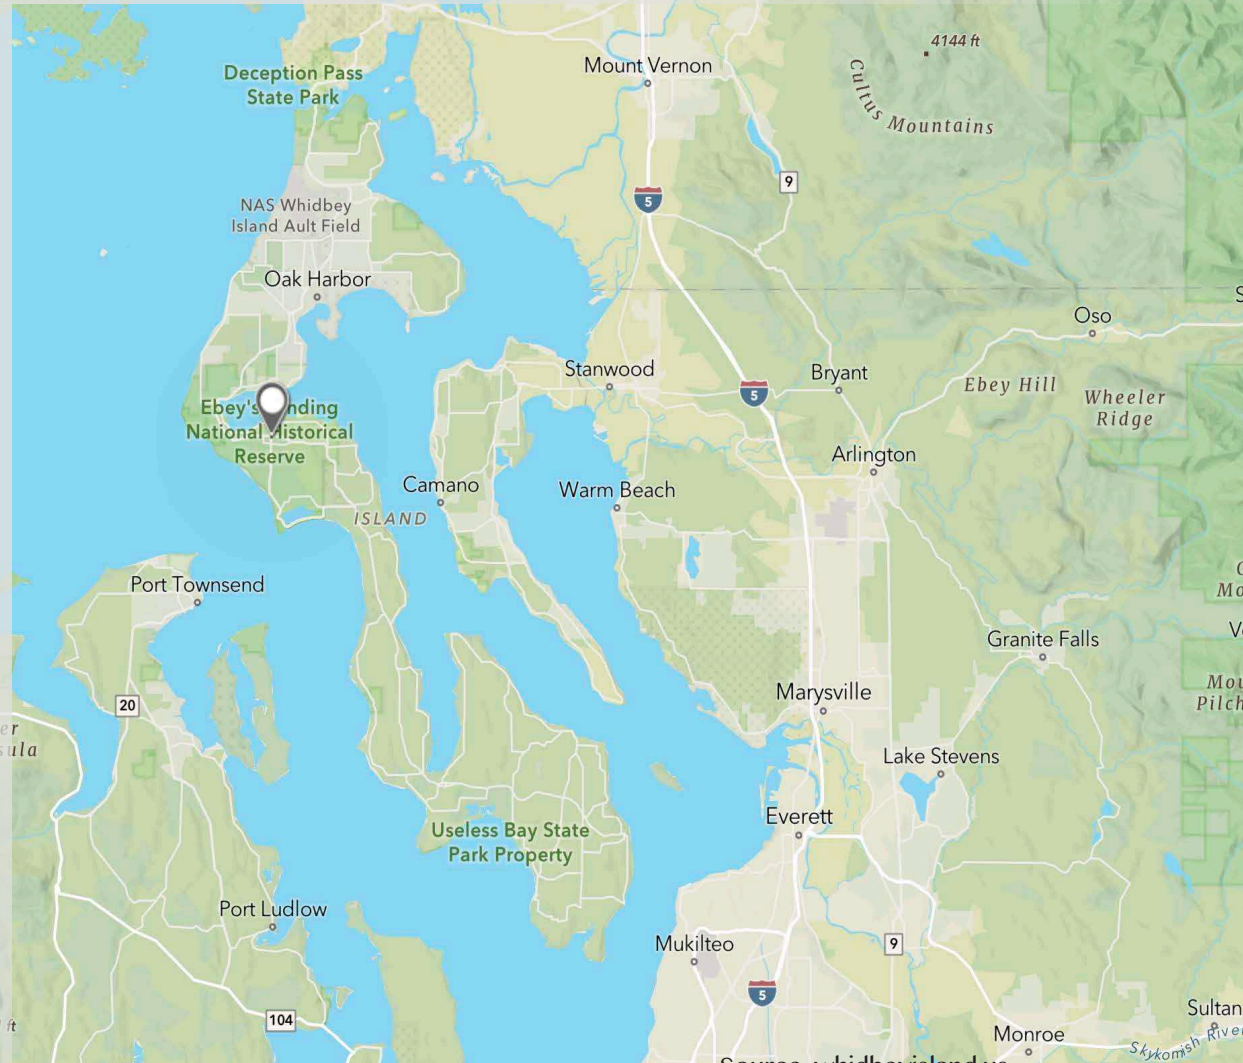 4144 ft
Cultus Mountains
Mount Vernon
Deception Pass
State Park
9
5
NAS Whidbey
Island Ault Field
Oak Harbor
Oso
Stanwood
Bryant
5
Ebey Hill
Wheeler
Ridge
National Historical
Reserve
Arlington
Camano
Warm Beach
ISLAND
Port Townsend
Granite Falls
Marysville
20
Lake Stevens
Everett
Useless Bay State
Park Property
Port Ludlow
Mukilteo
9
5
104
Sultan
Monroe
Skykomish River